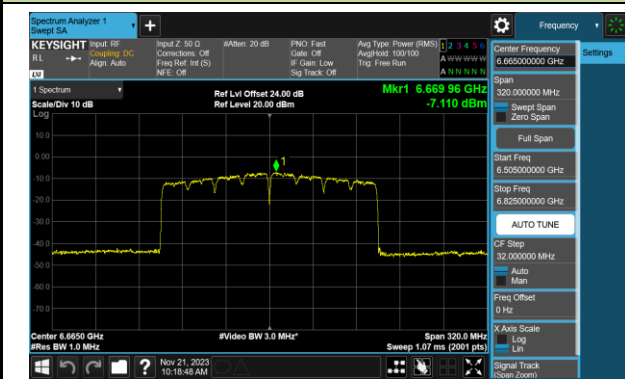 Spectrum Analyzer 1
Swept SA
+
Frequency
KEYSIGHT
RL
Input: RF
Coupling: DC
Align: Auto
Input Z: 50 Ω
Corrections: Off
Freq Ref: Int (S)
NFE: Off
#Atten: 20 dB
PNO: Fast
Gate: Off
IF Gain: Low
Sig Track: Off
Avg Type: Power (RMS)
Avg|Hold: 100/100
Trig: Free Run
1 2 3 4 5 6
A W W W W W
A N N N N N
LXI
1 Spectrum
Scale/Div 10 dB
Log
Ref Lvl Offset 24.00 dB
Ref Level 20.00 dBm
Mkr1 6.669 96 GHz
-7.110 dBm
10.0
0.00
-10.0
-20.0
-30.0
-40.0
-50.0
-60.0
-70.0
1
Center 6.6650 GHz
#Res BW 1.0 MHz
#Video BW 3.0 MHz*
Span 320.0 MHz
Sweep 1.07 ms (2001 pts)
?
Nov 21, 2023
10:18:48 AM
Center Frequency
6.665000000 GHz
Span
320.000000 MHz
Swept Span
Zero Span
Full Span
Start Freq
6.505000000 GHz
Stop Freq
6.825000000 GHz
AUTO TUNE
CF Step
32.000000 MHz
Auto
Man
Freq Offset
0 Hz
X Axis Scale
Log
Lin
Signal Track
(Span Zoom)
Settings